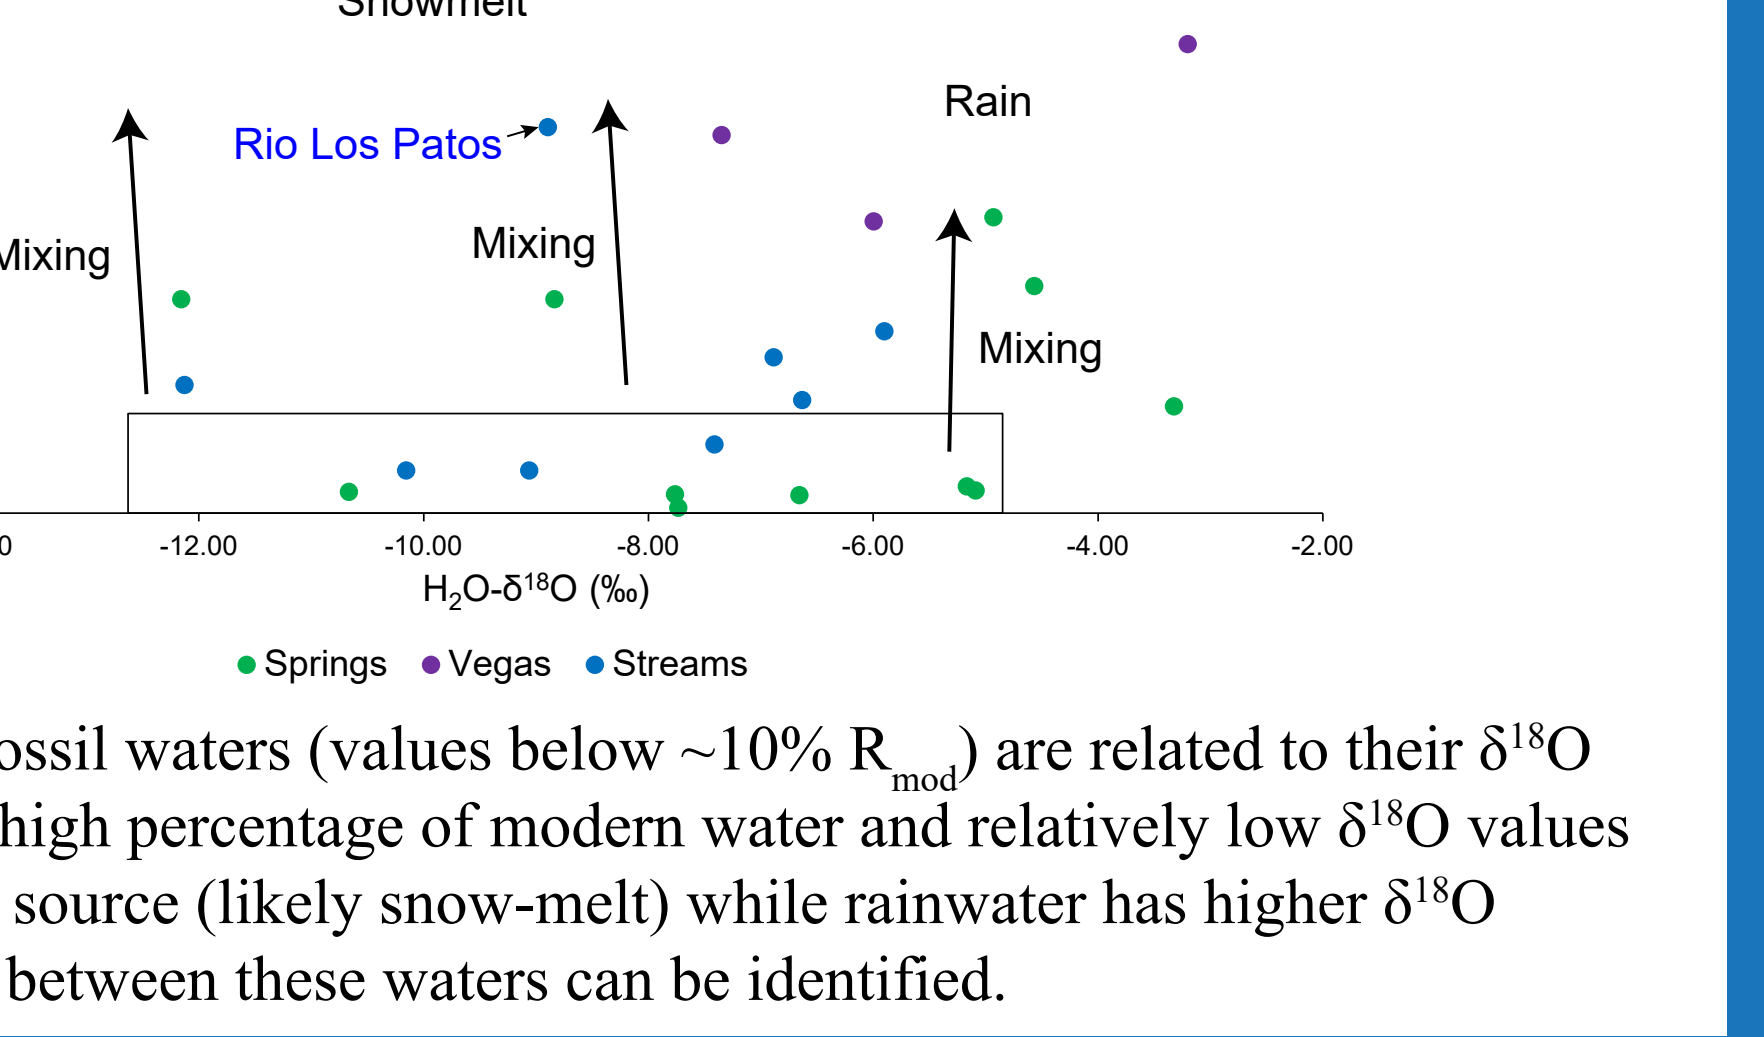 Snowmelt
Rain
Rio Los Patos
Mixing
Mixing
Mixing
0 -12.00 -10.00 -8.00 -6.00 -4.00 -2.00
H₂O-δ¹⁸O (‰)
Springs Vegas Streams
ossil waters (values below ~10% Rmod) are related to their δ¹⁸O
high percentage of modern water and relatively low δ¹⁸O values
source (likely snow-melt) while rainwater has higher δ¹⁸O
between these waters can be identified.